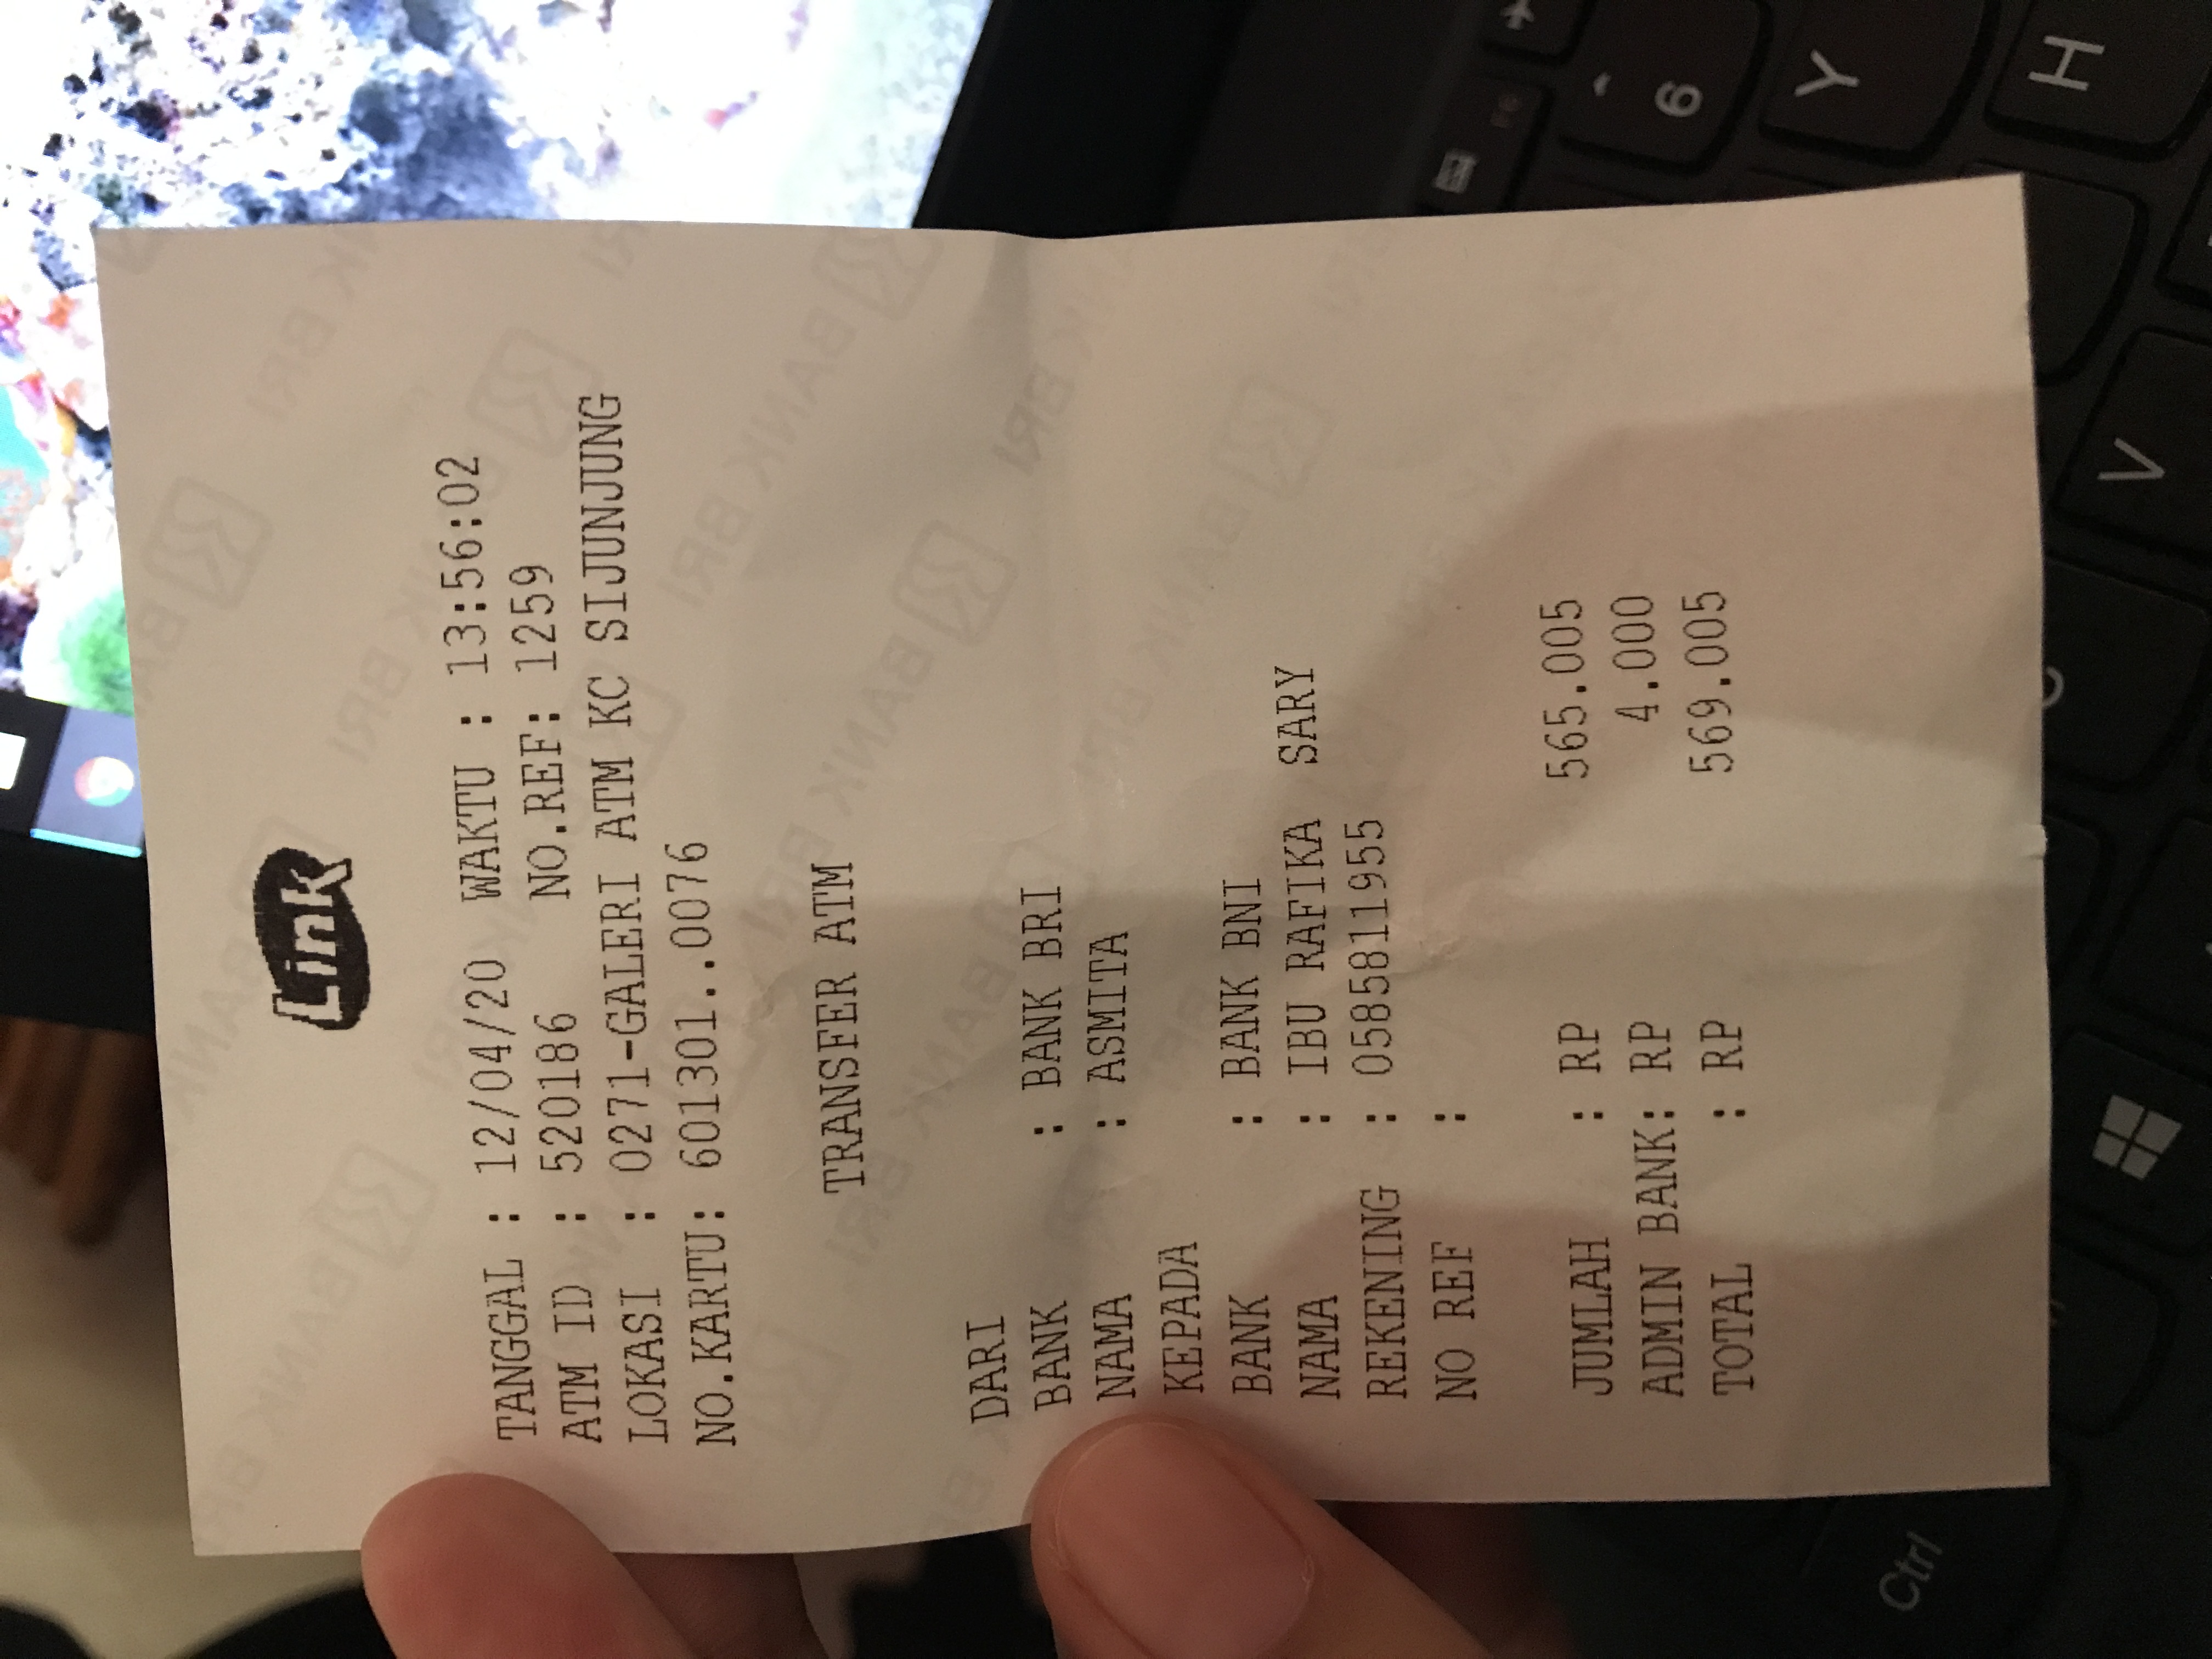 Link
TANGGAL : 12/04/20 WAKTU : 13:56:02
ATM ID : 520186 NO.REF: 1259
LOKASI : 0271-GALERI ATM KC SIJUNJUNG
NO.KARTU: 601301..0076
TRANSFER ATM
DARI
BANK : BANK BRI
NAMA : ASMITA
KEPADA
BANK : BANK BNI
NAMA : IBU RAFIKA SARY
REKENING : 0585811955
NO REF :
JUMLAH : RP 565.005
ADMIN BANK: RP 4.000
TOTAL : RP 569.005
BANK BRI
Ctrl
F6
^
6
Y
H
C
V